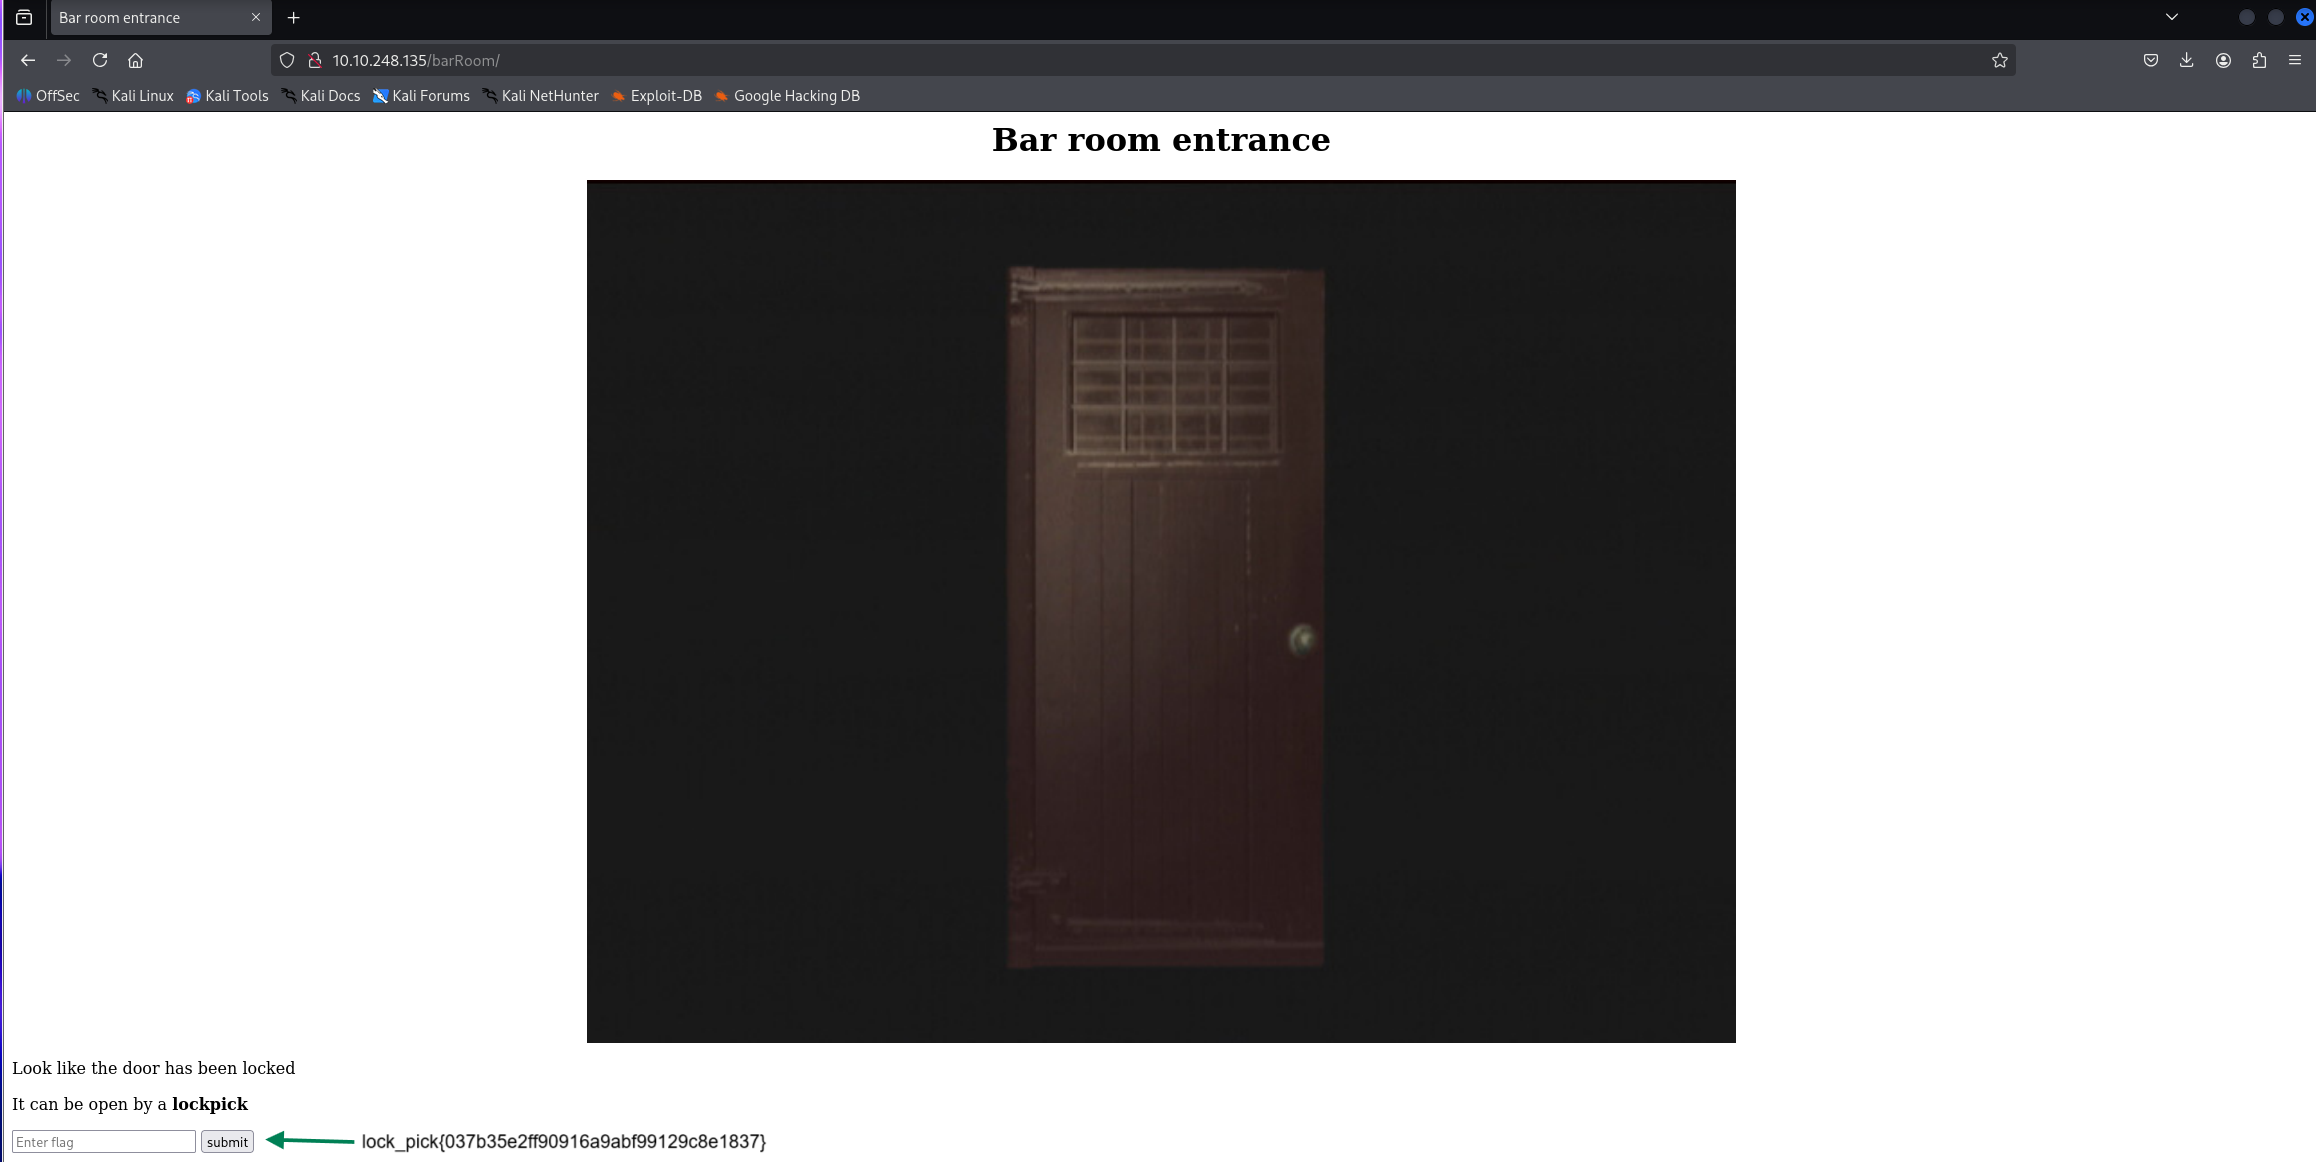 Bar room entrance
10.10.248.135/barRoom/
OffSec Kali Linux Kali Tools Kali Docs Kali Forums Kali NetHunter Exploit-DB Google Hacking DB
Bar room entrance
Look like the door has been locked
It can be open by a lockpick
Enter flag submit lock_pick{037b35e2ff90916a9abf99129c8e1837}